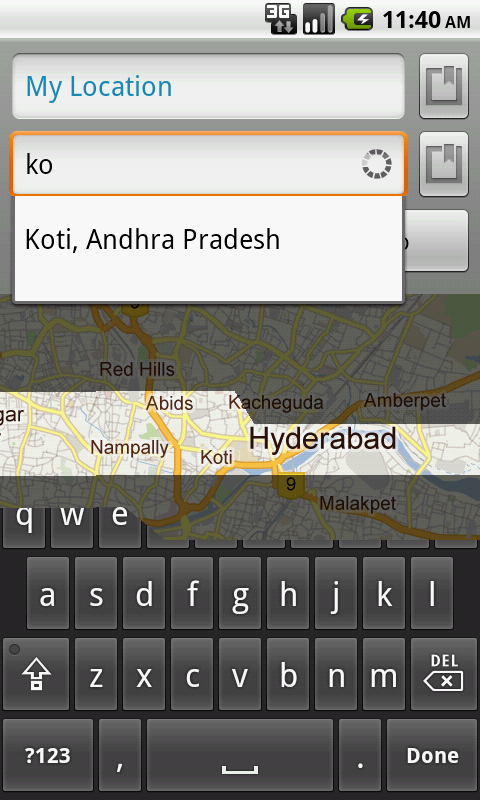 3G 11:40 AM
My Location
ko
Koti, Andhra Pradesh
Red Hills
Abids
Kacheguda
Amberpet
Nampally
Koti
Hyderabad
9
Malakpet
q w e
a s d f g h j k l
z x c v b n m DEL
?123 , . Done